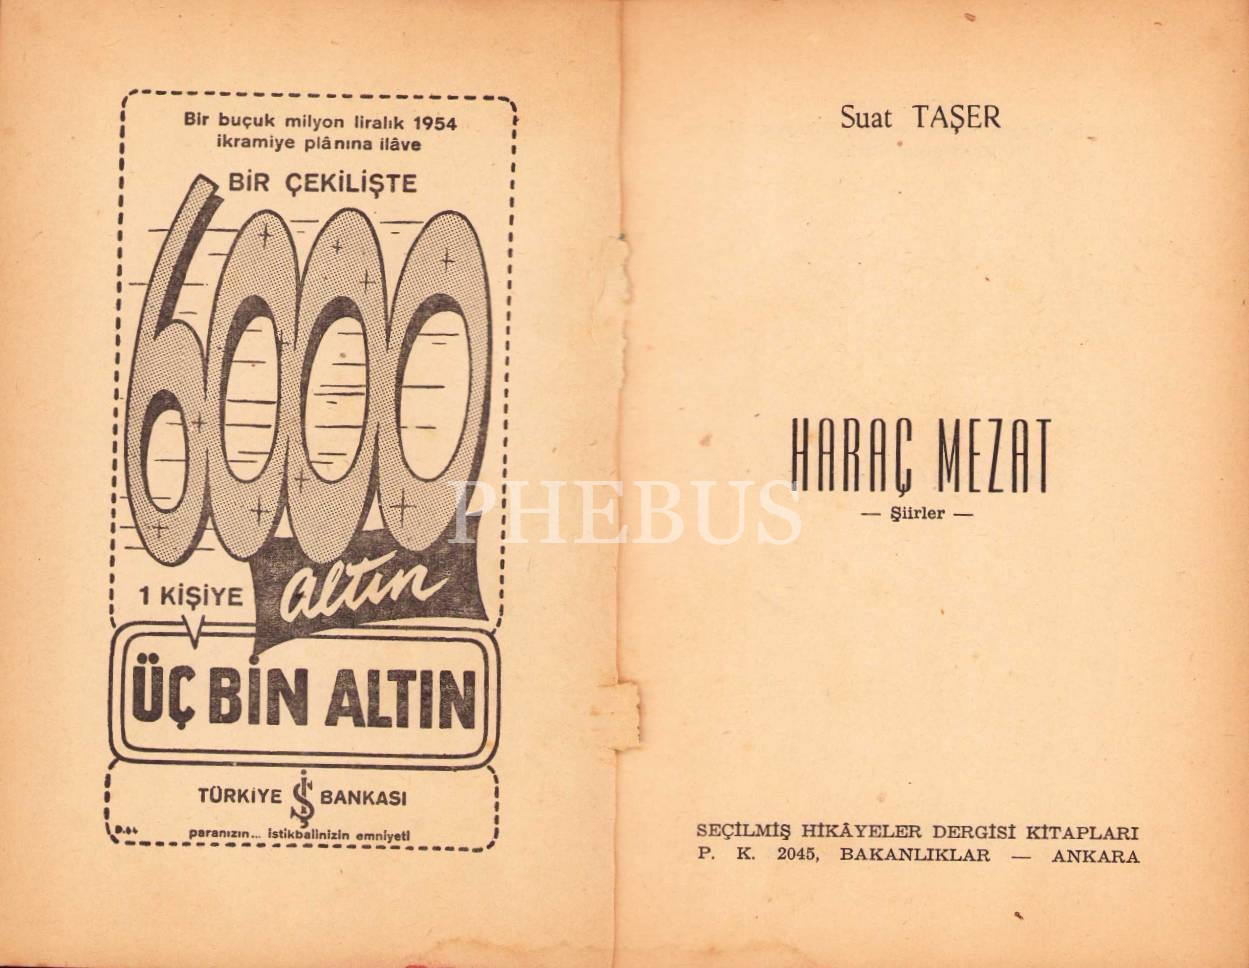 Bir buçuk milyon liralık 1954
ikramiye plânına ilâve
BİR ÇEKİLİŞTE
6000
altın
1 KİŞİYE
ÜÇ BİN ALTIN
TÜRKİYE İŞ BANKASI
paranızın... istikbalinizin emniyeti
Suat TAŞER
HARAÇ MEZAT
— Şiirler —
SEÇİLMİŞ HİKÂYELER DERGİSİ KİTAPLARI
P. K. 2045, BAKANLIKLAR — ANKARA
PHEBUS